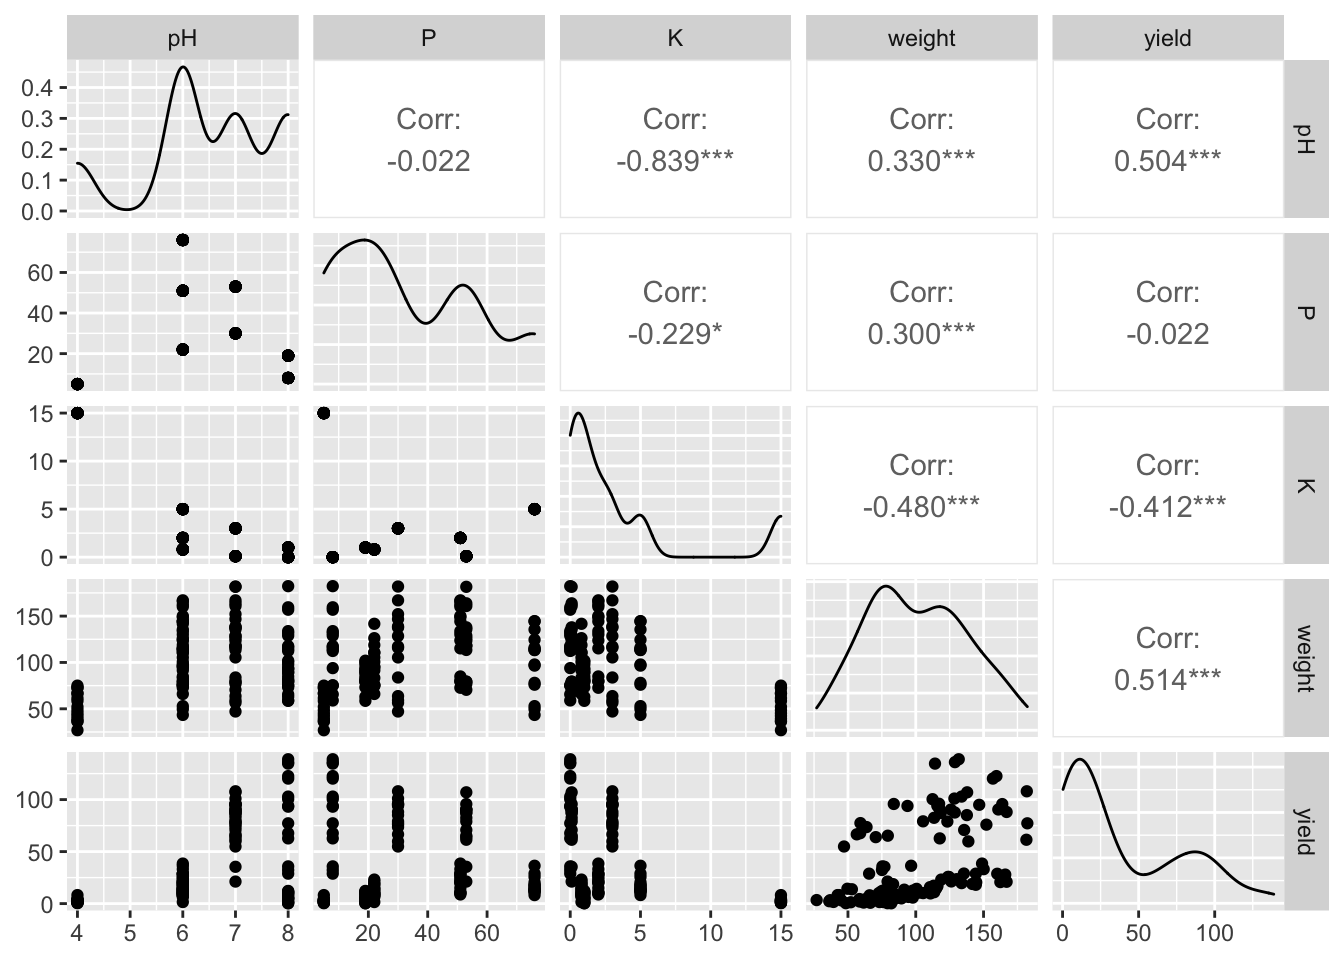 pH P K weight yield
0.4
0.3
0.2
0.1
0.0
Corr:
-0.022
Corr:
-0.839***
Corr:
0.330***
Corr:
0.504***
pH
60
40
20
Corr:
-0.229*
Corr:
0.300***
Corr:
-0.022
P
15
10
5
0
Corr:
-0.480***
Corr:
-0.412***
K
150
100
50
Corr:
0.514***
weight
100
50
0
yield
4 5 6 7 8 20 40 60 0 5 10 15 50 100 150 0 50 100